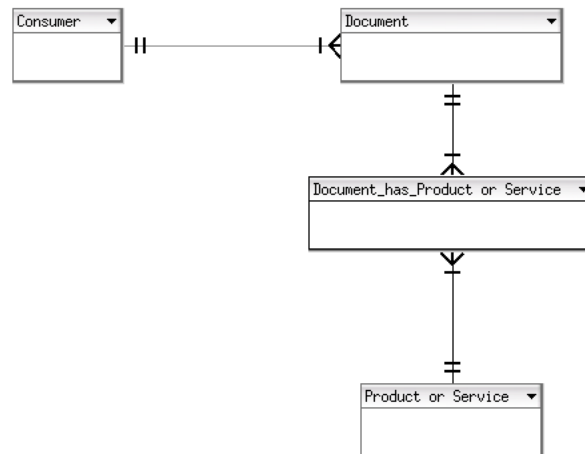 Consumer
Document
Document_has_Product or Service
Product or Service